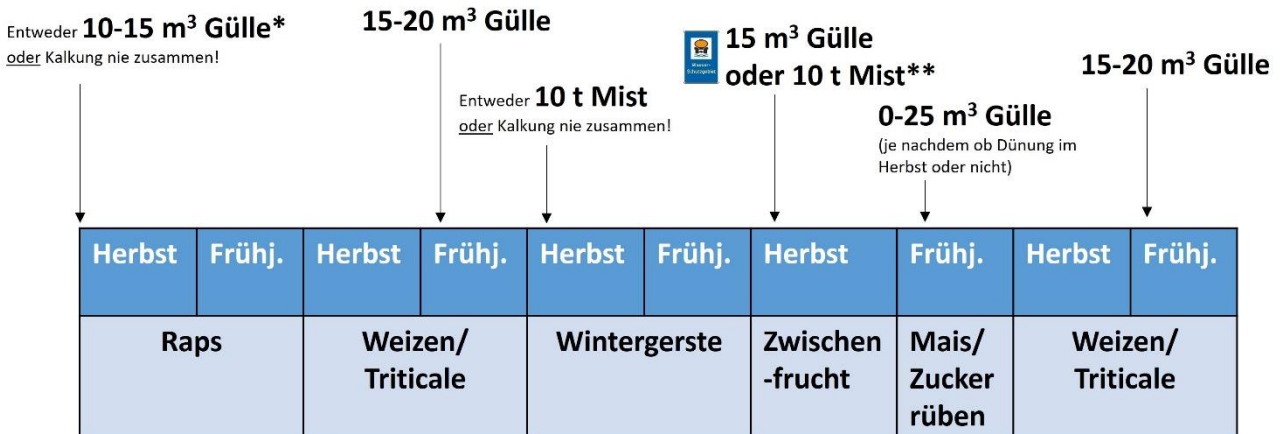 Entweder 10-15 m³ Gülle*
oder Kalkung nie zusammen!
15-20 m³ Gülle
Entweder 10 t Mist
oder Kalkung nie zusammen!
Wasser-
Schutzgebiet
15 m³ Gülle
oder 10 t Mist**
0-25 m³ Gülle
(je nachdem ob Dünung im
Herbst oder nicht)
15-20 m³ Gülle
Herbst Frühj. Herbst Frühj. Herbst Frühj. Herbst Frühj. Herbst Frühj.
Raps
Weizen/
Triticale
Wintergerste
Zwischen
-frucht
Mais/
Zucker
rüben
Weizen/
Triticale